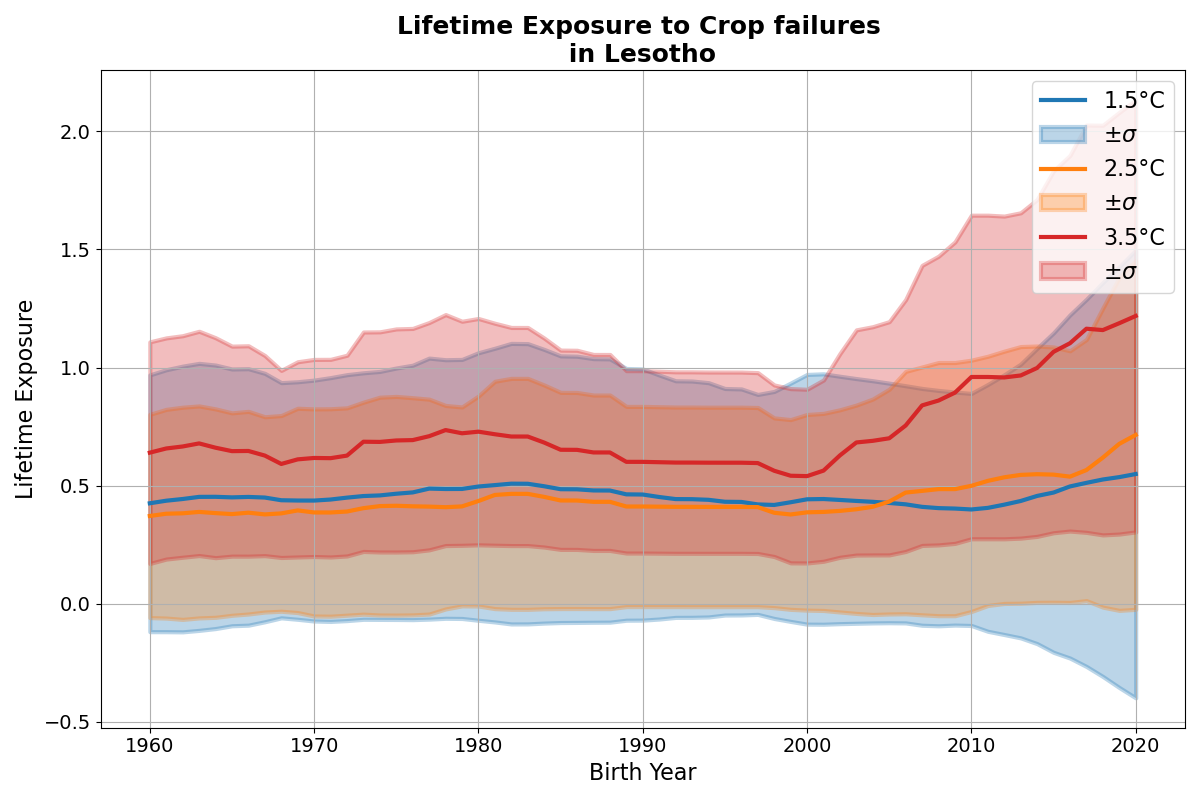 Lifetime Exposure to Crop failures
in Lesotho
Lifetime Exposure
2.0
1.5
1.0
0.5
0.0
−0.5
1.5°C
±σ
2.5°C
±σ
3.5°C
±σ
1960 1970 1980 1990 2000 2010 2020
Birth Year